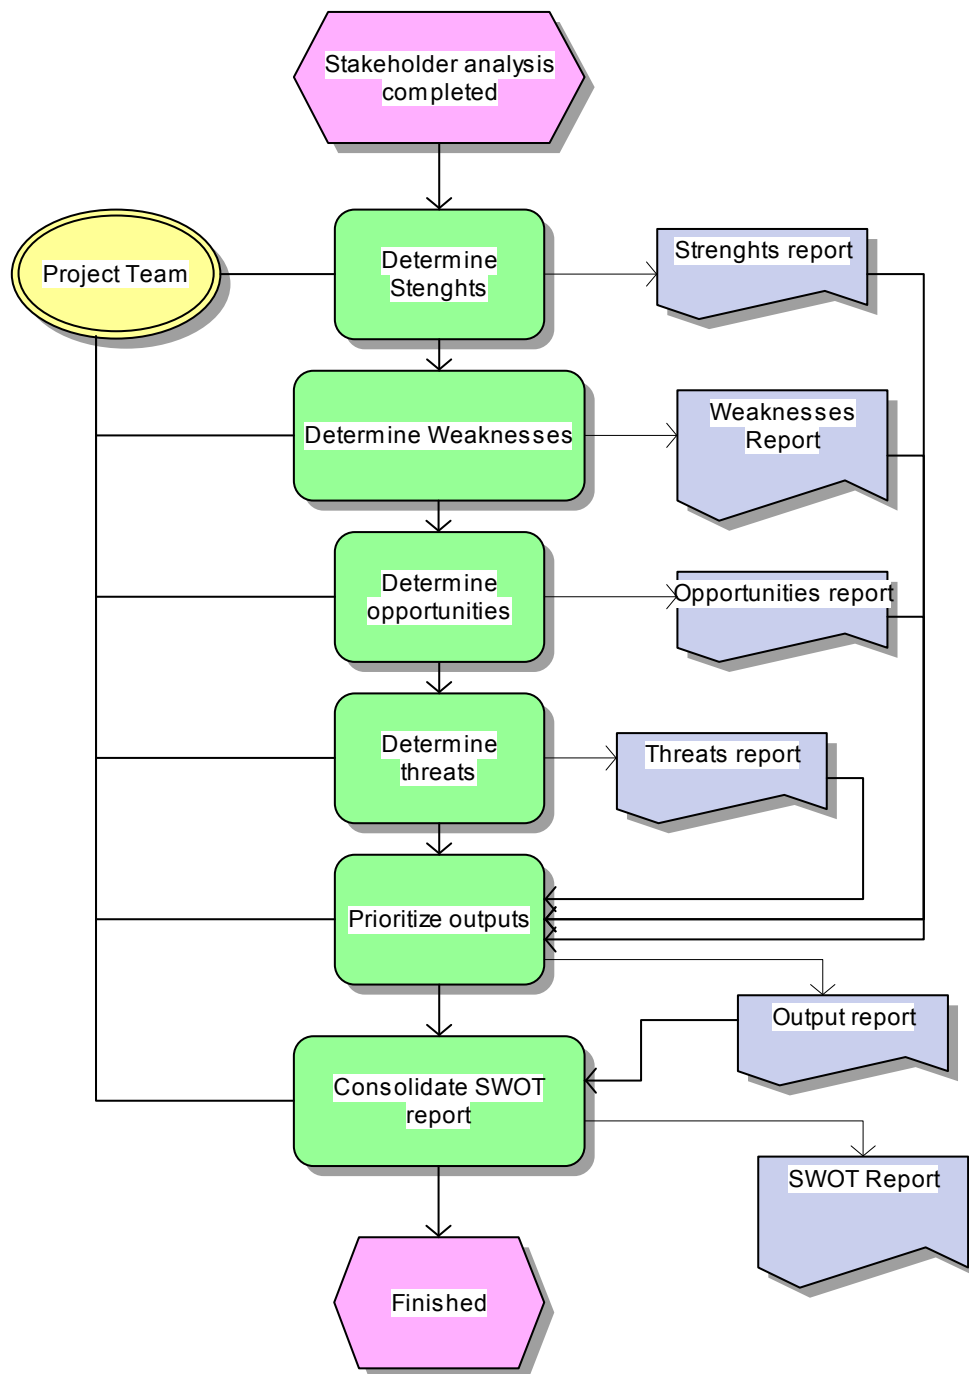 Stakeholder analysis
completed
Project Team
Determine
Stenghts
Strenghts report
Determine Weaknesses
Weaknesses
Report
Determine
opportunities
Opportunities report
Determine
threats
Threats report
Prioritize outputs
Output report
Consolidate SWOT
report
SWOT Report
Finished